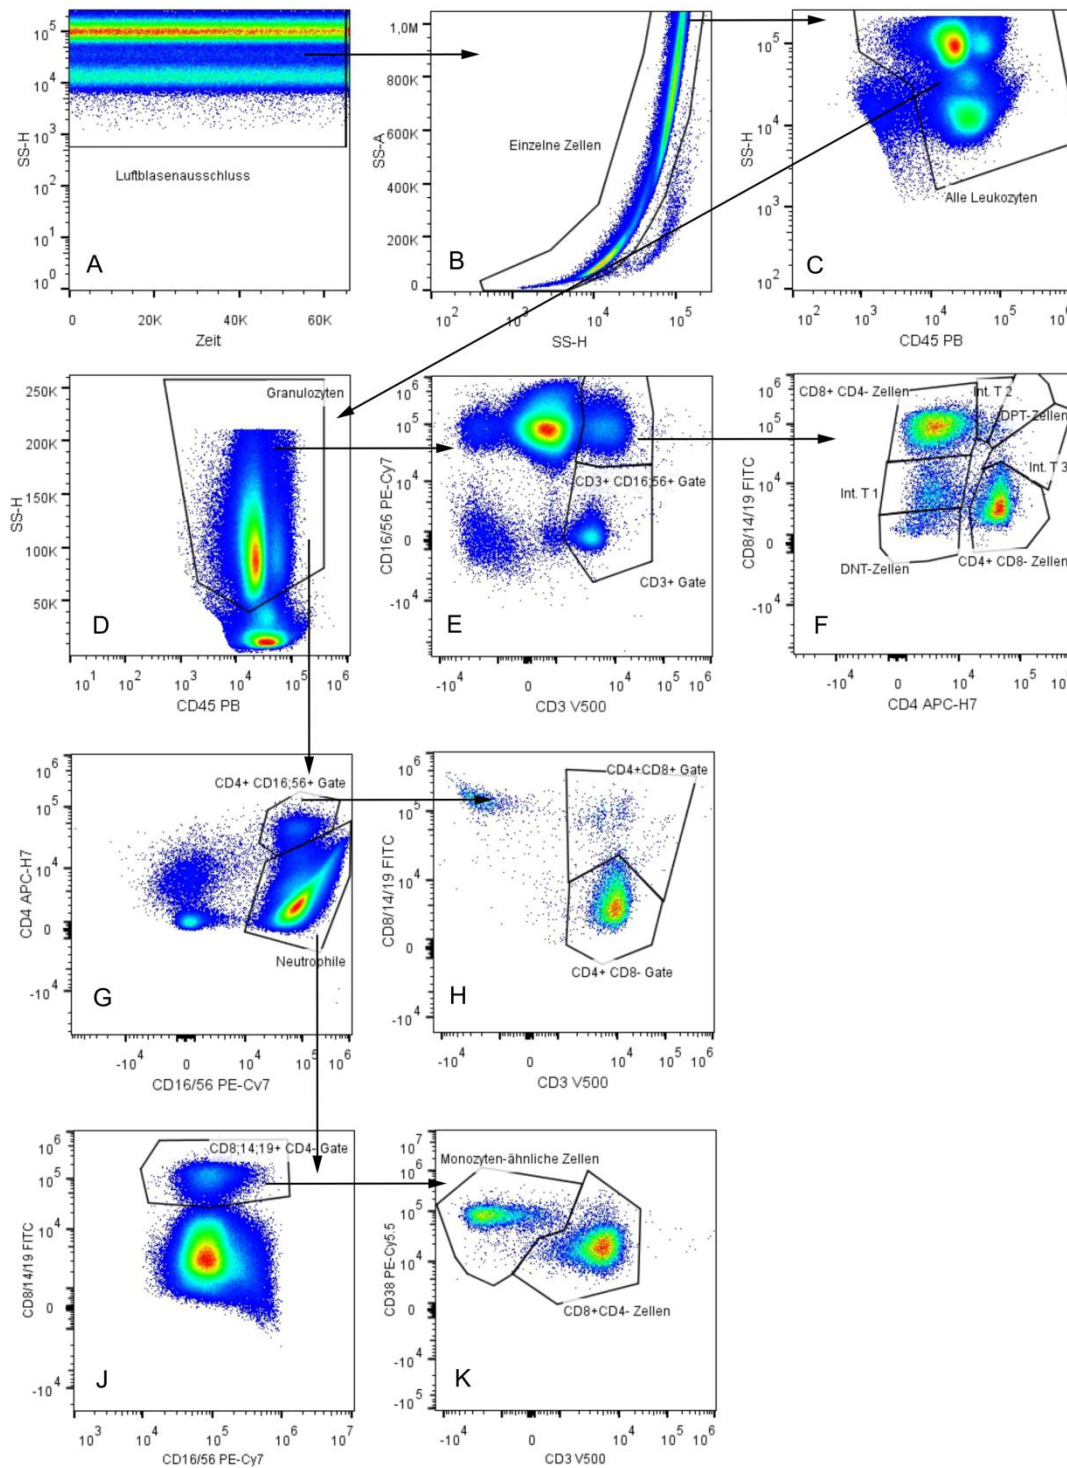 10^5
10^4
10^3
10^2
10^1
10^0
SS-H
Luftblasenausschluss
A
0 20K 40K 60K
Zeit
1,0M
800K
600K
400K
200K
0
SS-A
Einzelne Zellen
B
10^2 10^3 10^4 10^5
SS-H
10^5
10^4
10^3
10^2
SS-H
Alle Leukozyten
C
10^2 10^3 10^4 10^5 10^6
CD45 PB
250K
200K
150K
100K
50K
SS-H
Granulozyten
D
10^1 10^2 10^3 10^4 10^5 10^6
CD45 PB
10^6
10^5
10^4
0
-10^4
CD16/56 PE-Cy7
CD3+ CD16;56+ Gate
CD3+ Gate
E
-10^4 0 10^4 10^5 10^6
CD3 V500
10^6
10^5
10^4
0
-10^4
CD8/14/19 FITC
CD8+ CD4- Zellen
Int. T 2
DPT-Zellen
Int. T 3
Int. T 1
DNT-Zellen
CD4+ CD8- Zellen
F
-10^4 0 10^4 10^5 10^6
CD4 APC-H7
10^6
10^5
10^4
0
-10^4
CD4 APC-H7
CD4+ CD16;56+ Gate
Neutrophile
G
-10^4 0 10^4 10^5 10^6
CD16/56 PE-Cy7
10^6
10^5
10^4
0
-10^4
CD8/14/19 FITC
CD4+CD8+ Gate
CD4+ CD8- Gate
H
-10^4 0 10^4 10^5 10^6
CD3 V500
10^6
10^5
10^4
0
-10^4
CD8/14/19 FITC
CD8;14;19+ CD4- Gate
J
10^3 10^4 10^5 10^6 10^7
CD16/56 PE-Cy7
10^7
10^6
10^5
10^4
0
-10^4
-10^5
CD38 PE-Cy5.5
Monozyten-ähnliche Zellen
CD8+CD4- Zellen
K
-10^4 0 10^4 10^5 10^6
CD3 V500